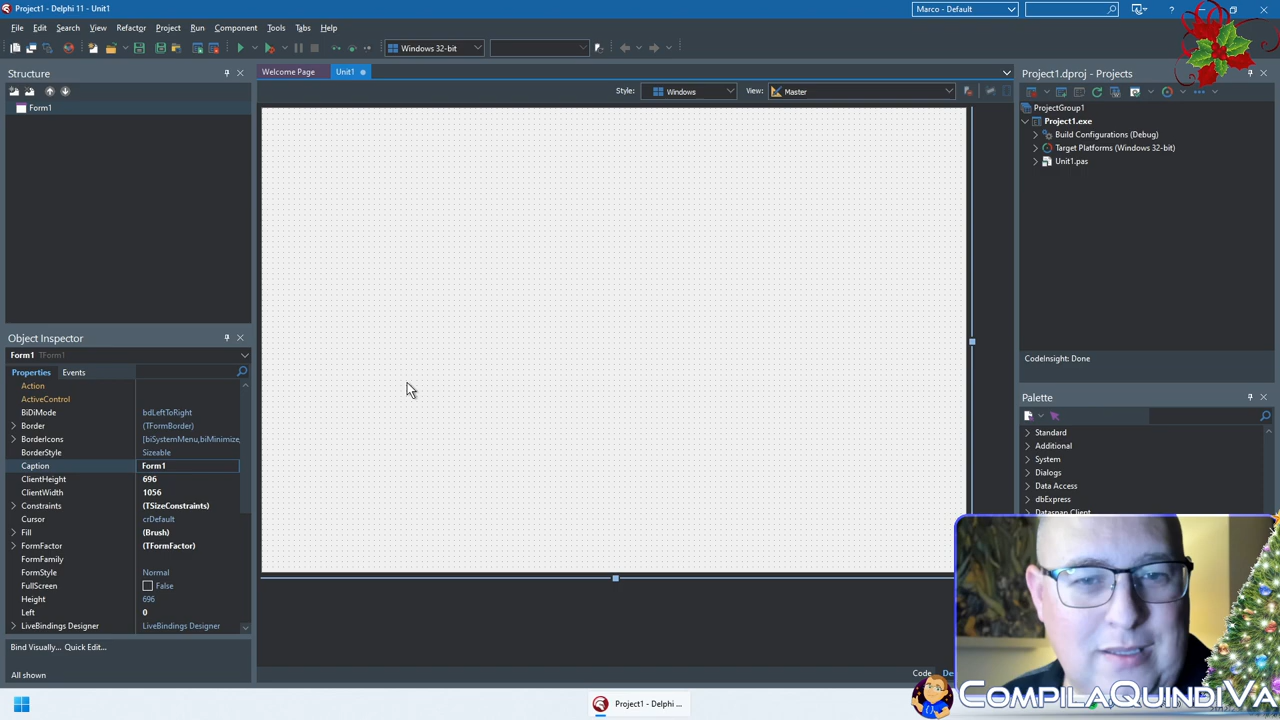 Project1 - Delphi 11 - Unit1
Marco - Default
File Edit Search View Refactor Project Run Component Tools Tabs Help
Windows 32-bit
Structure
Form1
Welcome Page
Unit1
Style:
Windows
View:
Master
Project1.dproj - Projects
ProjectGroup1
Project1.exe
Build Configurations (Debug)
Target Platforms (Windows 32-bit)
Unit1.pas
CodeInsight: Done
Object Inspector
Form1 TForm1
Properties Events
Action
ActiveControl
BiDiMode bdLeftToRight
Border (TFormBorder)
BorderIcons [biSystemMenu,biMinimize,
BorderStyle Sizeable
Caption Form1
ClientHeight 696
ClientWidth 1056
Constraints (TSizeConstraints)
Cursor crDefault
Fill (Brush)
FormFactor (TFormFactor)
FormFamily
FormStyle Normal
FullScreen False
Height 696
Left 0
LiveBindings Designer LiveBindings Designer
Bind Visually... Quick Edit...
All shown
Palette
Standard
Additional
System
Dialogs
Data Access
dbExpress
Datasnap Client
Code De
Project1 - Delphi ...
CompilaQuindiVa